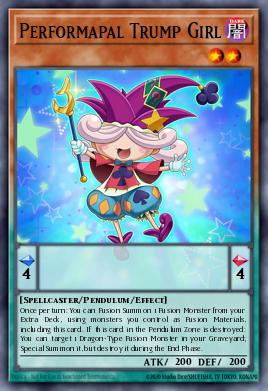 PERFORMAPAL TRUMP GIRL
DARK
闇
4
4
[SPELLCASTER/PENDULUM/EFFECT]
Once per turn: You can Fusion Summon 1 Fusion Monster from your
Extra Deck, using monsters you control as Fusion Materials,
including this card. If this card in the Pendulum Zone is destroyed:
You can target 1 Dragon-Type Fusion Monster in your Graveyard;
Special Summon it, but destroy it during the End Phase.
ATK/ 200 DEF/ 200